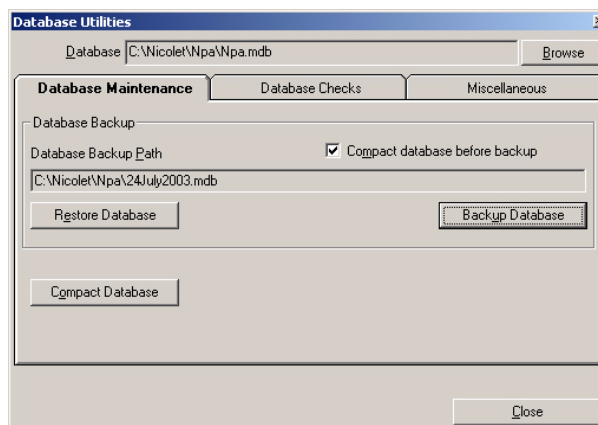 Database Utilities
Database C:\Nicolet\Npa\Npa.mdb Browse
Database Maintenance Database Checks Miscellaneous
Database Backup
Database Backup Path Compact database before backup
C:\Nicolet\Npa\24July2003.mdb
Restore Database Backup Database
Compact Database
Close